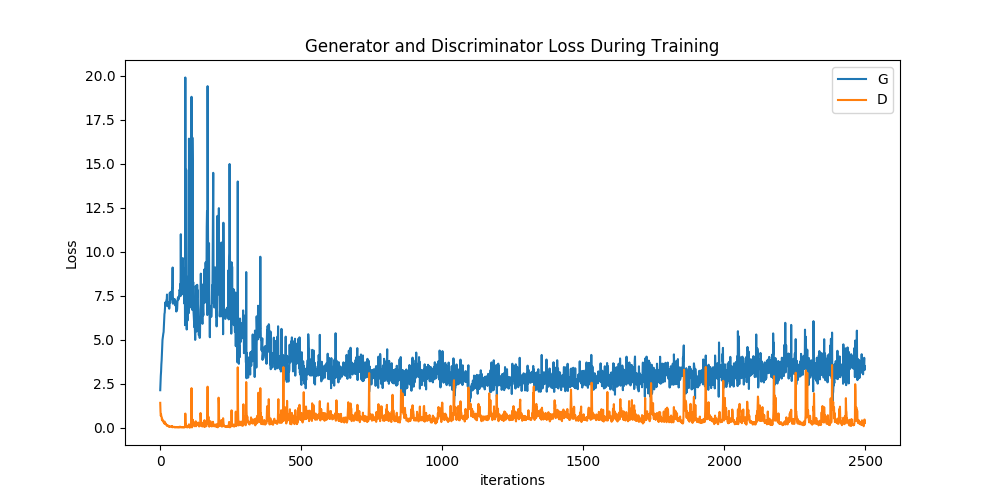 Generator and Discriminator Loss During Training
G
D
20.0
17.5
15.0
12.5
10.0
7.5
5.0
2.5
0.0
Loss
0 500 1000 1500 2000 2500
iterations